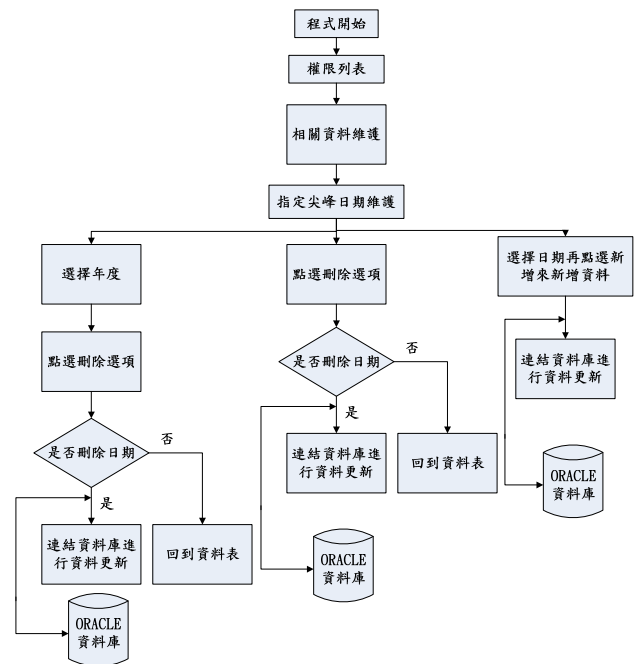 程式開始
權限列表
相關資料維護
指定尖峰日期維護
選擇年度
點選刪除選項
是否刪除日期
否
是
連結資料庫進
行資料更新
回到資料表
ORACLE
資料庫
點選刪除選項
是否刪除日期
否
是
連結資料庫進
行資料更新
回到資料表
ORACLE
資料庫
選擇日期再點選新
增來新增資料
連結資料庫進
行資料更新
ORACLE
資料庫